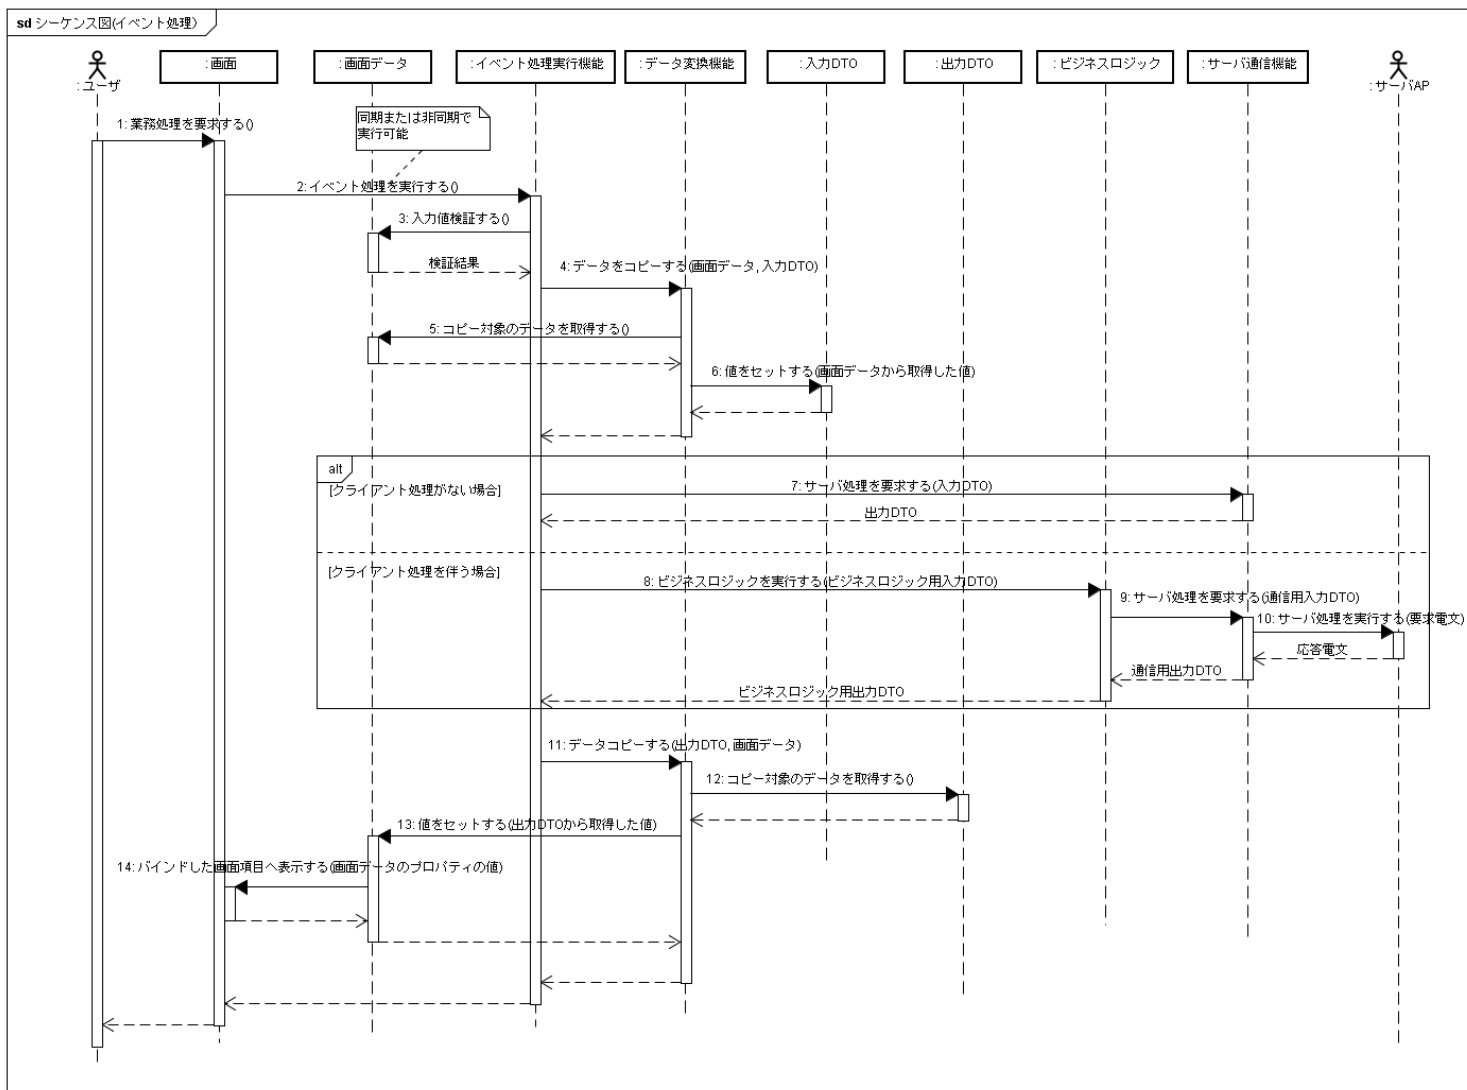 sd シーケンス図(イベント処理)
: ユーザ
: 画面
: 画面データ
: イベント処理実行機能
: データ変換機能
: 入力DTO
: 出力DTO
: ビジネスロジック
: サーバ通信機能
: サーバAP
同期または非同期で
実行可能
1: 業務処理を要求する()
2: イベント処理を実行する()
3: 入力値検証する()
検証結果
4: データをコピーする(画面データ, 入力DTO)
5: コピー対象のデータを取得する()
6: 値をセットする(画面データから取得した値)
alt
[クライアント処理がない場合]
7: サーバ処理を要求する(入力DTO)
出力DTO
[クライアント処理を伴う場合]
8: ビジネスロジックを実行する(ビジネスロジック用入力DTO)
9: サーバ処理を要求する(通信用入力DTO)
10: サーバ処理を実行する(要求電文)
応答電文
通信用出力DTO
ビジネスロジック用出力DTO
11: データコピーする(出力DTO, 画面データ)
12: コピー対象のデータを取得する()
13: 値をセットする(出力DTOから取得した値)
14: バインドした画面項目へ表示する(画面データのプロパティの値)